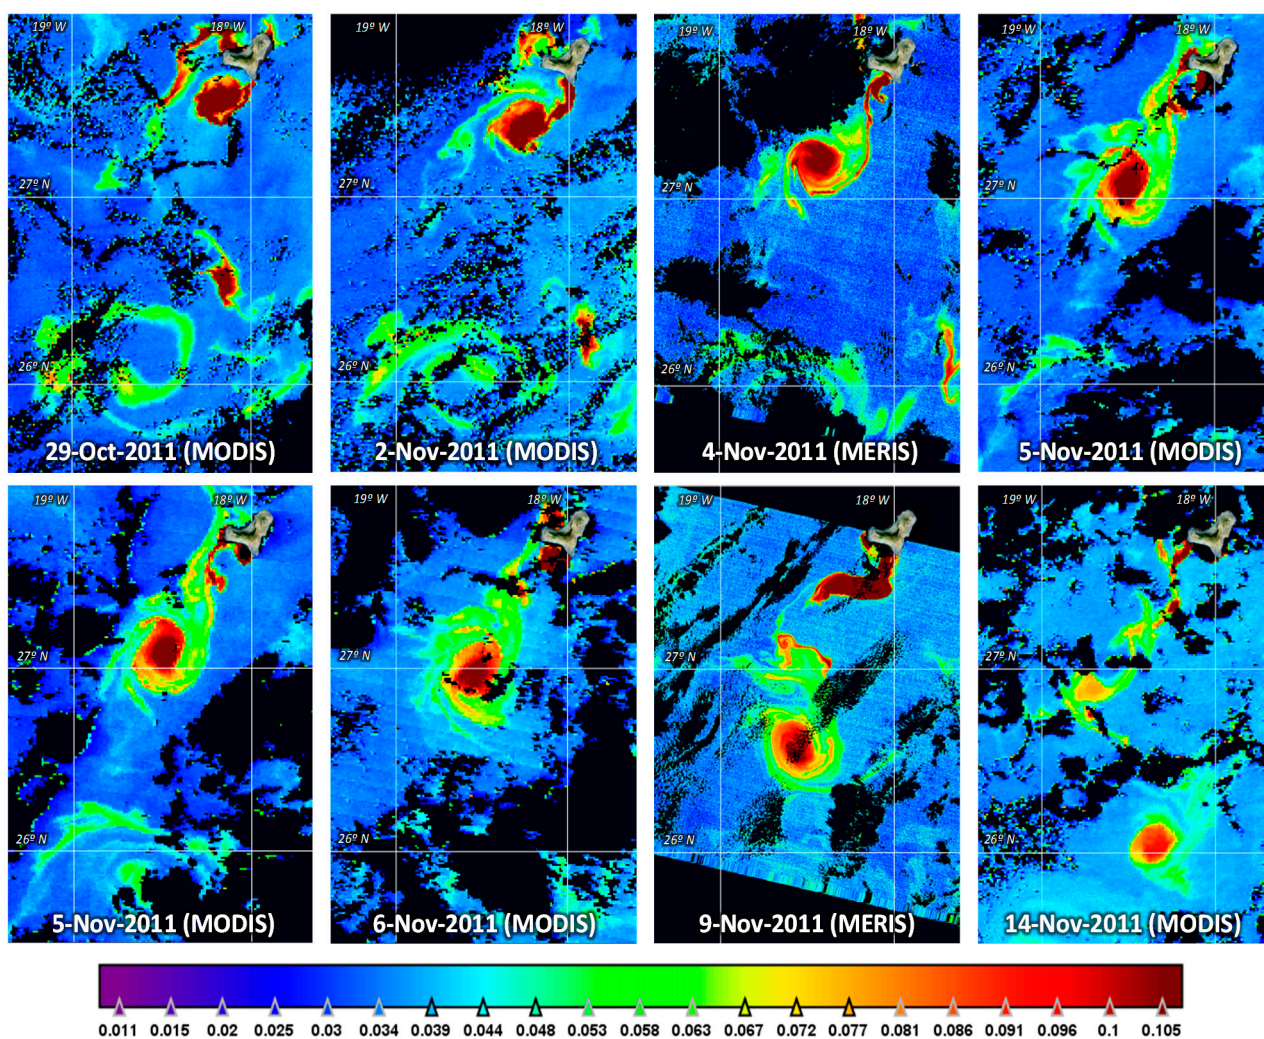 19º W 18º W
27º N
26º N
29-Oct-2011 (MODIS)
19º W 18º W
27º N
26º N
2-Nov-2011 (MODIS)
19º W 18º W
27º N
26º N
4-Nov-2011 (MERIS)
19º W 18º W
27º N
26º N
5-Nov-2011 (MODIS)
19º W 18º W
27º N
26º N
5-Nov-2011 (MODIS)
19º W 18º W
27º N
26º N
6-Nov-2011 (MODIS)
19º W 18º W
27º N
26º N
9-Nov-2011 (MERIS)
19º W 18º W
27º N
26º N
14-Nov-2011 (MODIS)
0.011 0.015 0.02 0.025 0.03 0.034 0.039 0.044 0.048 0.053 0.058 0.063 0.067 0.072 0.077 0.081 0.086 0.091 0.096 0.1 0.105